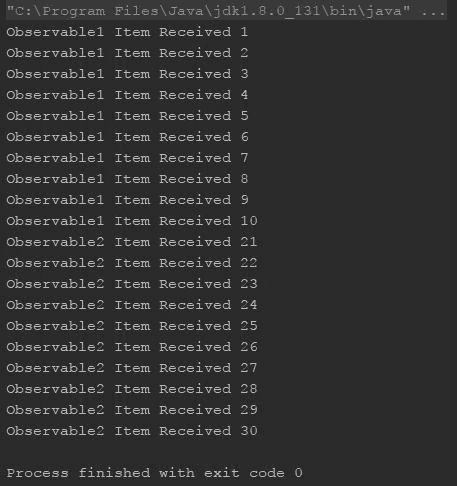 "C:\Program Files\Java\jdk1.8.0_131\bin\java" ...
Observable1 Item Received 1
Observable1 Item Received 2
Observable1 Item Received 3
Observable1 Item Received 4
Observable1 Item Received 5
Observable1 Item Received 6
Observable1 Item Received 7
Observable1 Item Received 8
Observable1 Item Received 9
Observable1 Item Received 10
Observable2 Item Received 21
Observable2 Item Received 22
Observable2 Item Received 23
Observable2 Item Received 24
Observable2 Item Received 25
Observable2 Item Received 26
Observable2 Item Received 27
Observable2 Item Received 28
Observable2 Item Received 29
Observable2 Item Received 30
Process finished with exit code 0